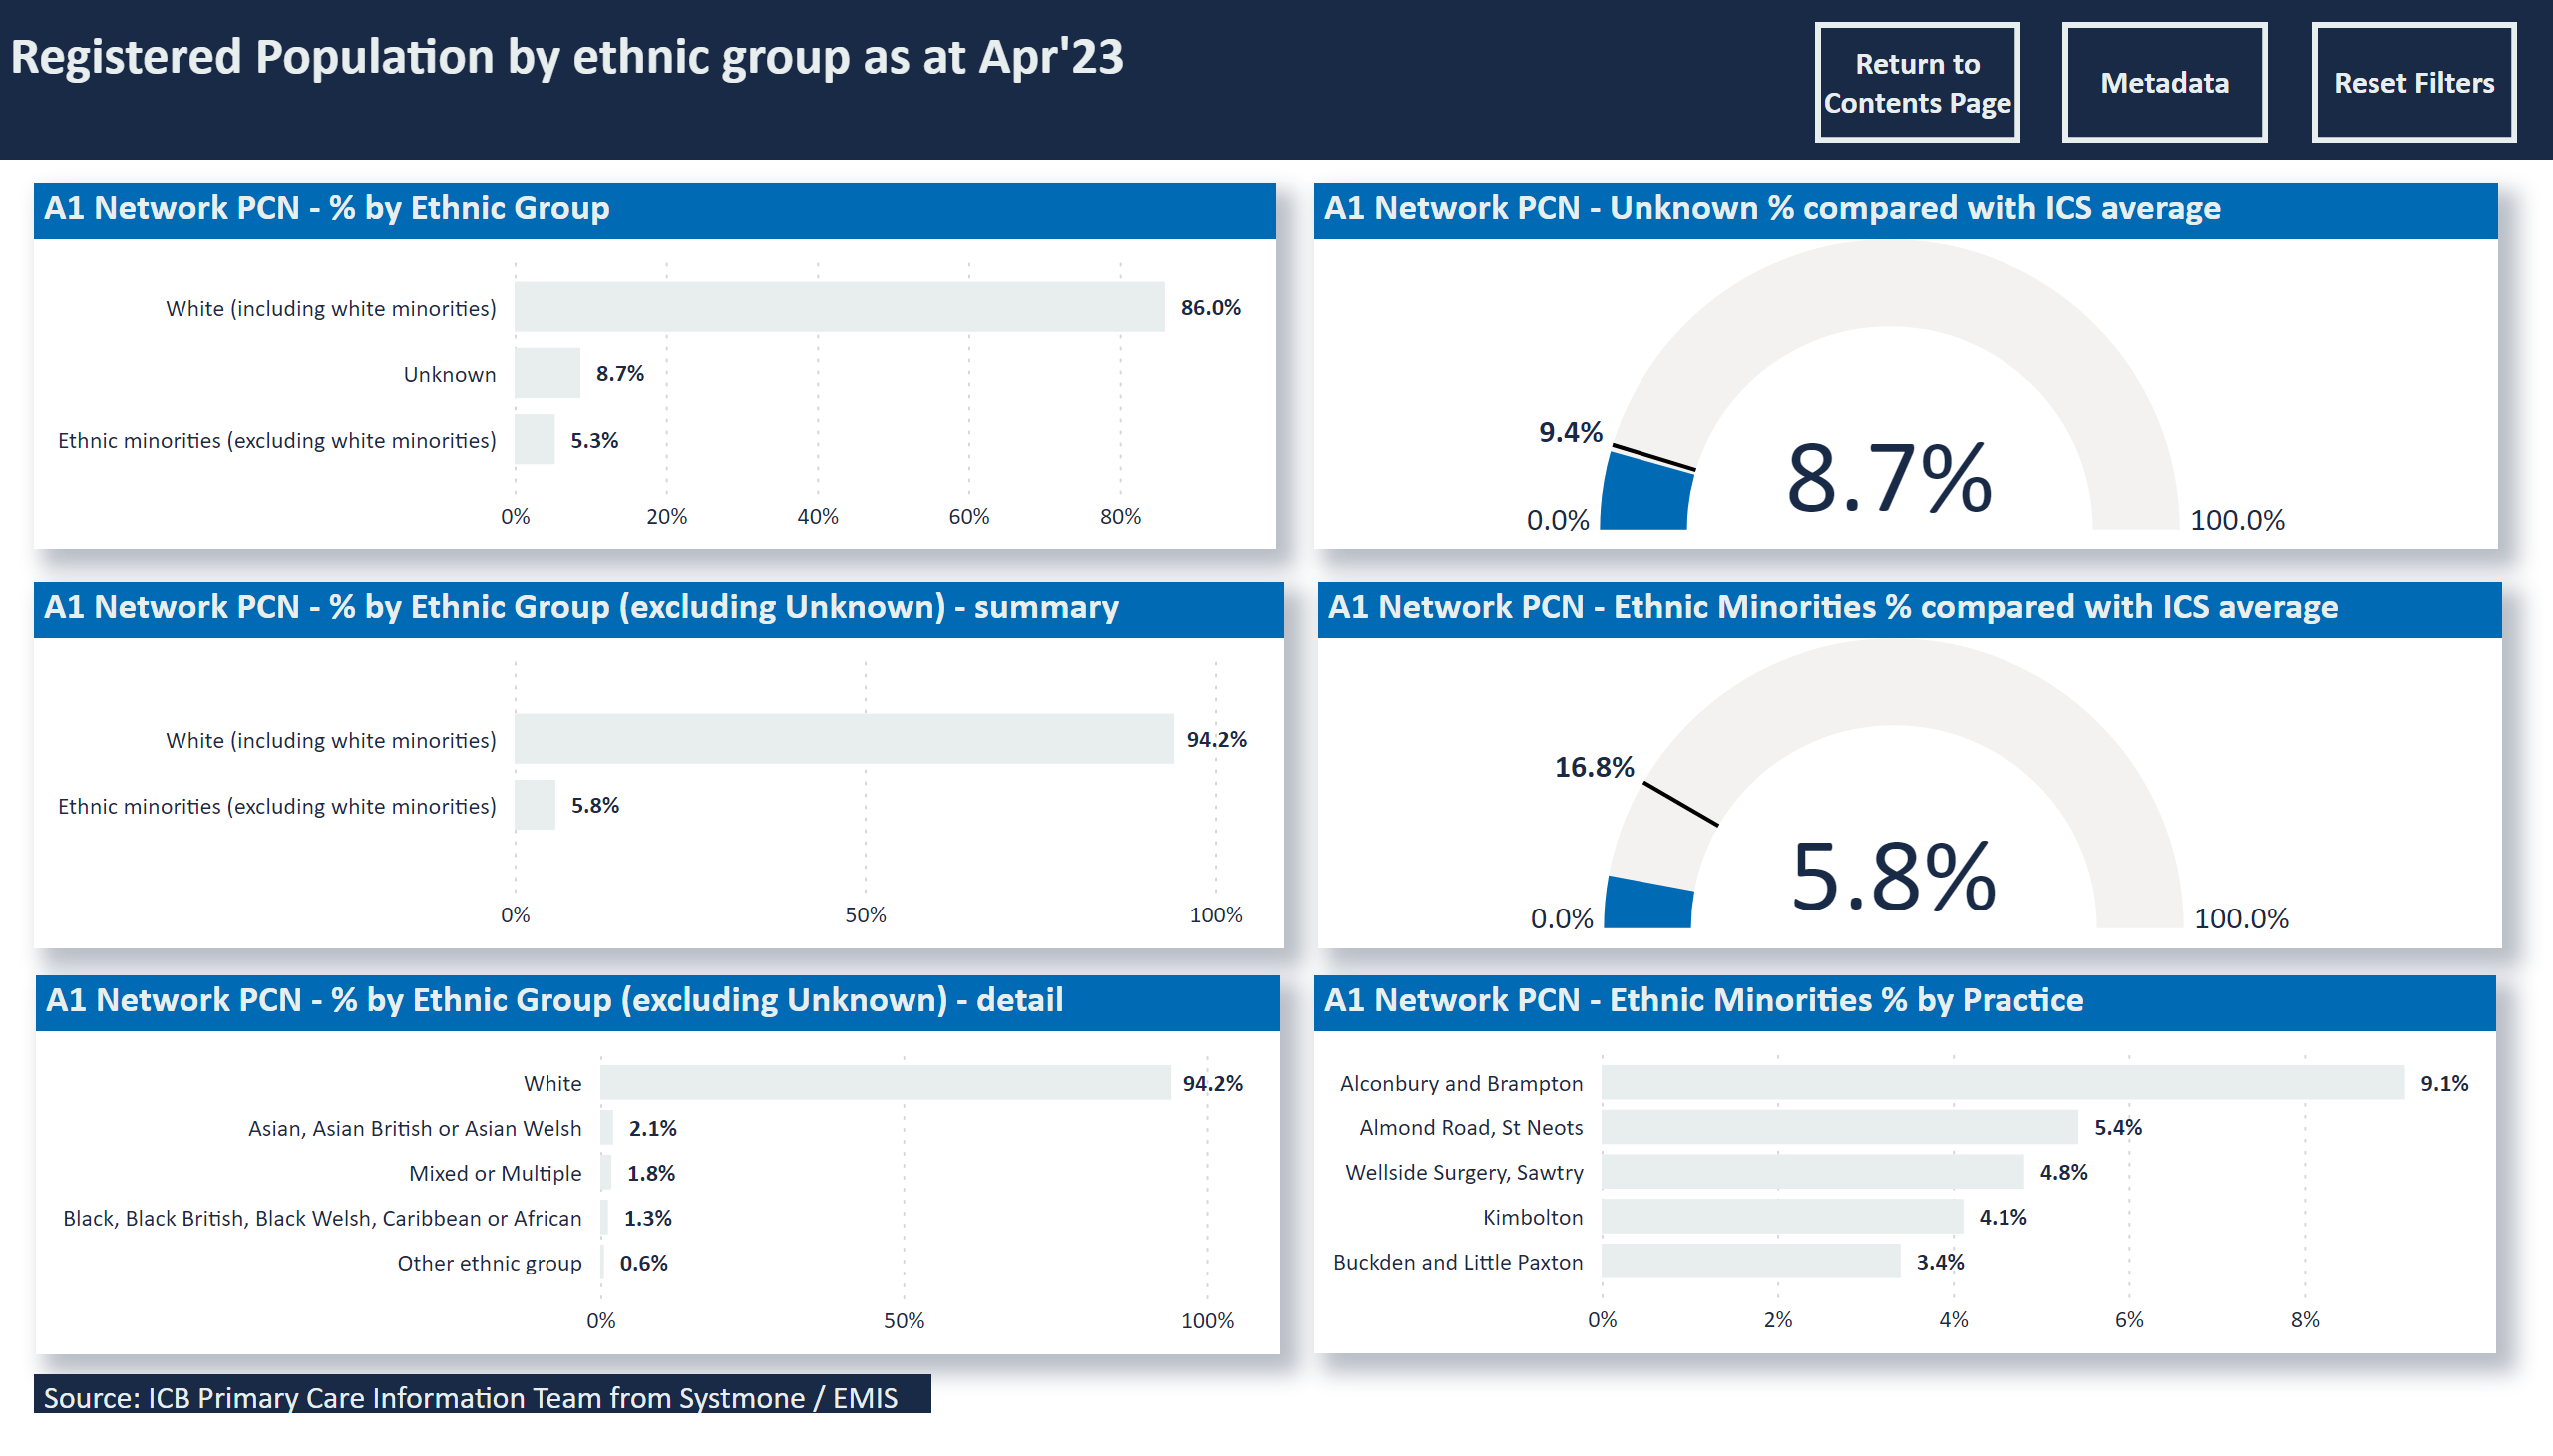 Registered Population by ethnic group as at Apr'23
Return to
Contents Page
Metadata
Reset Filters
A1 Network PCN - % by Ethnic Group
White (including white minorities)
86.0%
Unknown
8.7%
Ethnic minorities (excluding white minorities)
5.3%
0%
20%
40%
60%
80%
A1 Network PCN - Unknown % compared with ICS average
9.4%
8.7%
0.0%
100.0%
A1 Network PCN - % by Ethnic Group (excluding Unknown) - summary
White (including white minorities)
94.2%
Ethnic minorities (excluding white minorities)
5.8%
0%
50%
100%
A1 Network PCN - Ethnic Minorities % compared with ICS average
16.8%
5.8%
0.0%
100.0%
A1 Network PCN - % by Ethnic Group (excluding Unknown) - detail
White
94.2%
Asian, Asian British or Asian Welsh
2.1%
Mixed or Multiple
1.8%
Black, Black British, Black Welsh, Caribbean or African
1.3%
Other ethnic group
0.6%
0%
50%
100%
A1 Network PCN - Ethnic Minorities % by Practice
Alconbury and Brampton
9.1%
Almond Road, St Neots
5.4%
Wellside Surgery, Sawtry
4.8%
Kimbolton
4.1%
Buckden and Little Paxton
3.4%
0%
2%
4%
6%
8%
Source: ICB Primary Care Information Team from Systmone / EMIS